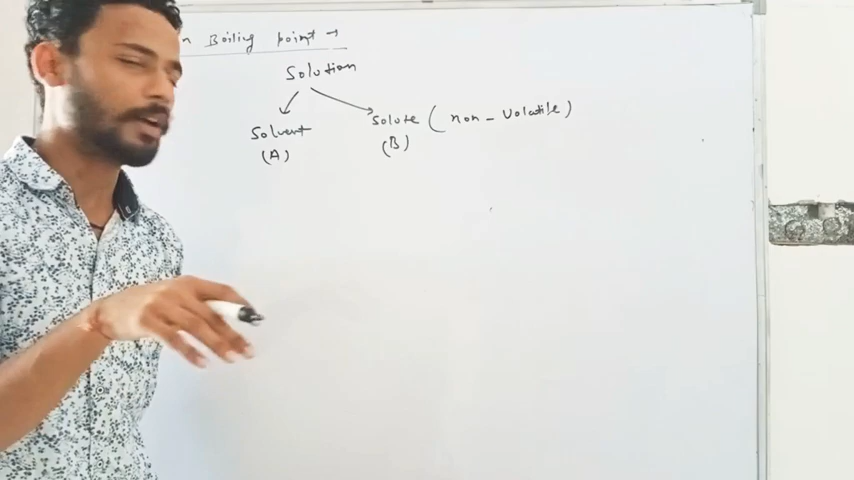 n Boiling point →
Solution
Solvent Solute (non-volatile)
(A) (B)